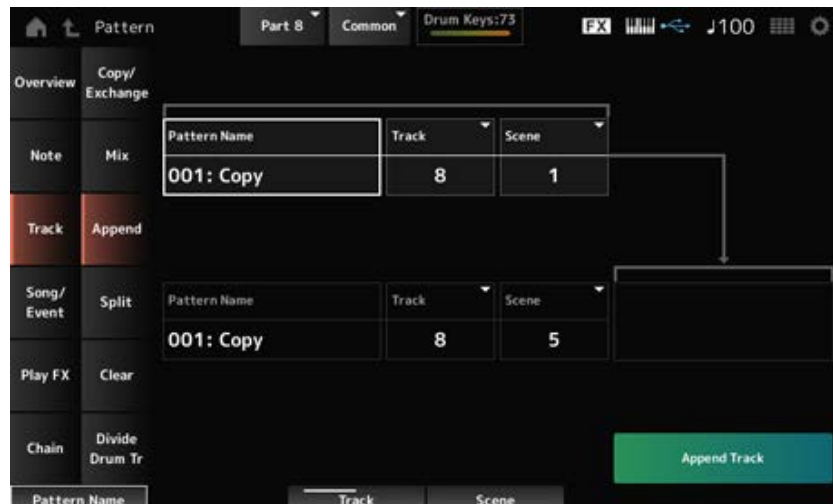 Pattern Part 8 Common Drum Keys:73 FX ♩100
Overview
Copy/
Exchange
Note
Mix
Track
Append
Song/
Event
Split
Play FX
Clear
Chain
Divide
Drum Tr
Pattern Name Track Scene
001: Copy 8 1
Pattern Name Track Scene
001: Copy 8 5
Append Track
Pattern Name Track Scene